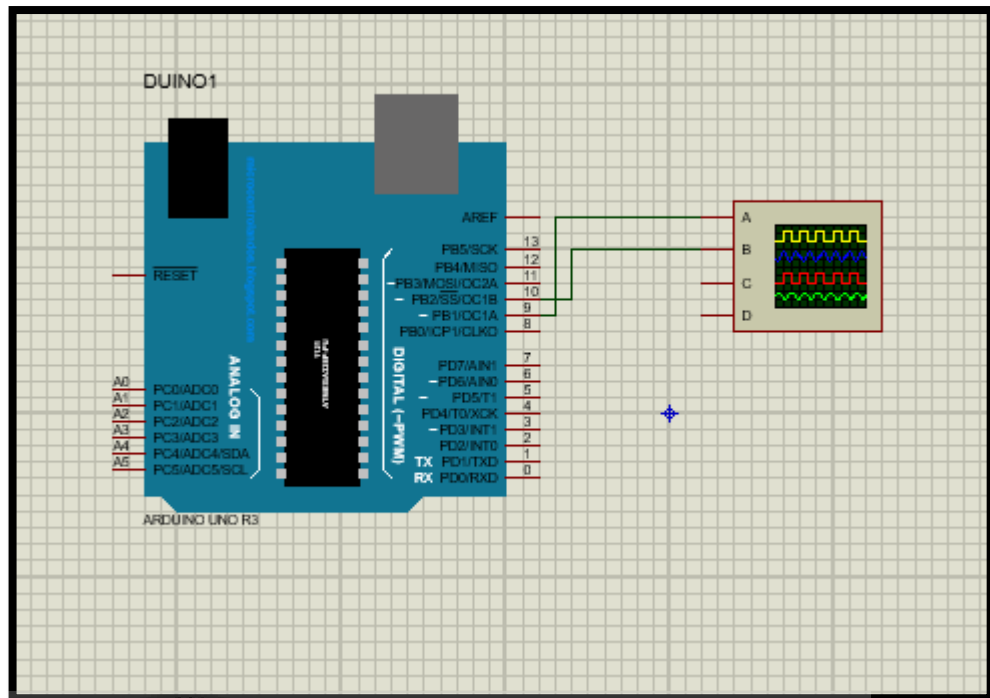 DUINO1
AREF
PB5/SCK 13
PB4/MISO 12
~PB3/MOSI/OC2A 11
~PB2/SS/OC1B 10
~PB1/OC1A 9
PB0/ICP1/CLKO 8
PD7/AIN1 7
~PD6/AIN0 6
~PD5/T1 5
PD4/T0/XCK 4
~PD3/INT1 3
PD2/INT0 2
TX PD1/TXD 1
RX PD0/RXD 0
DIGITAL (~PWM)
RESET
ANALOG IN
A0 PC0/ADC0
A1 PC1/ADC1
A2 PC2/ADC2
A3 PC3/ADC3
A4 PC4/ADC4/SDA
A5 PC5/ADC5/SCL
ARDUINO UNO R3
A
B
C
D